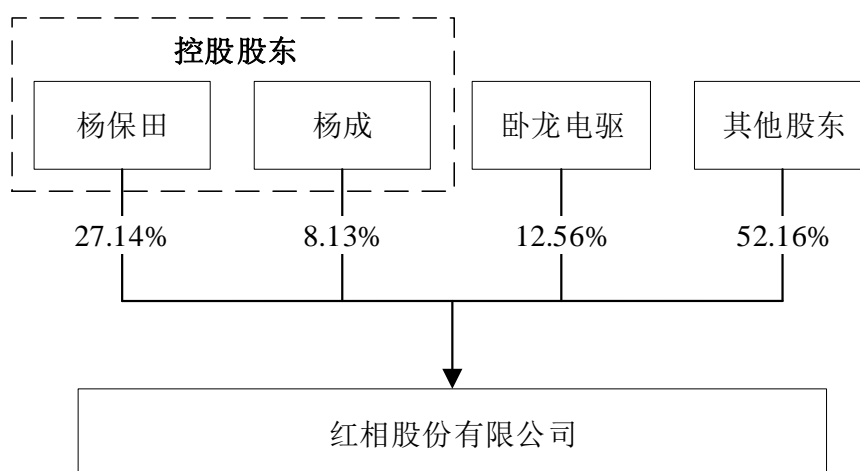 控股股东
杨保田
杨成
卧龙电驱
其他股东
27.14%
8.13%
12.56%
52.16%
红相股份有限公司